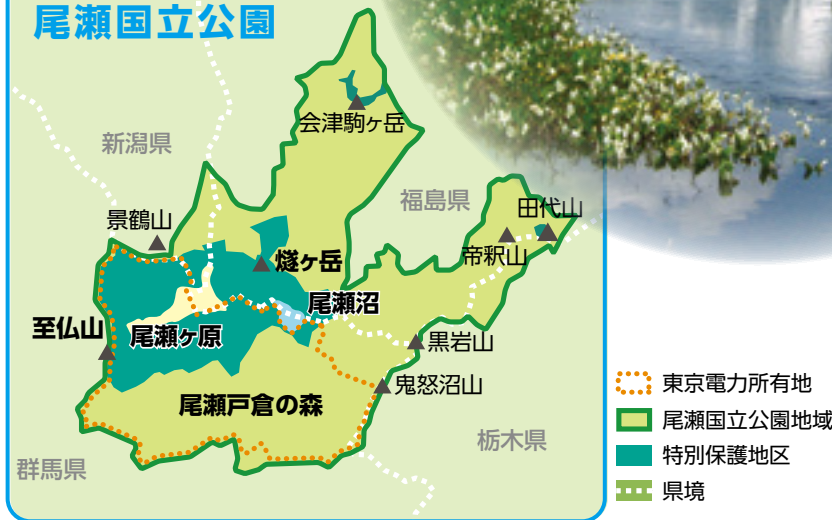 尾瀬国立公園
会津駒ヶ岳
新潟県
福島県
田代山
景鶴山
帝釈山
燧ヶ岳
尾瀬沼
至仏山
尾瀬ヶ原
黒岩山
鬼怒沼山
尾瀬戸倉の森
栃木県
群馬県
東京電力所有地
尾瀬国立公園地域
特別保護地区
県境